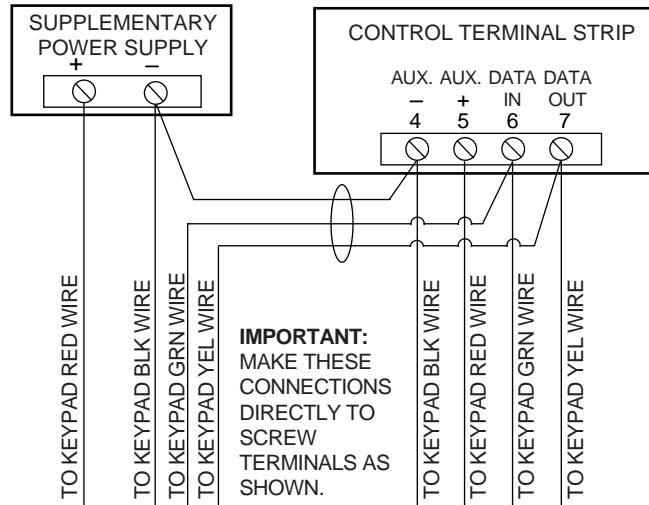 SUPPLEMENTARY
POWER SUPPLY
+ –
CONTROL TERMINAL STRIP
AUX. AUX. DATA DATA
– + IN OUT
4 5 6 7
TO KEYPAD RED WIRE
TO KEYPAD BLK WIRE
TO KEYPAD GRN WIRE
TO KEYPAD YEL WIRE
IMPORTANT:
MAKE THESE
CONNECTIONS
DIRECTLY TO
SCREW
TERMINALS AS
SHOWN.
TO KEYPAD BLK WIRE
TO KEYPAD RED WIRE
TO KEYPAD GRN WIRE
TO KEYPAD YEL WIRE